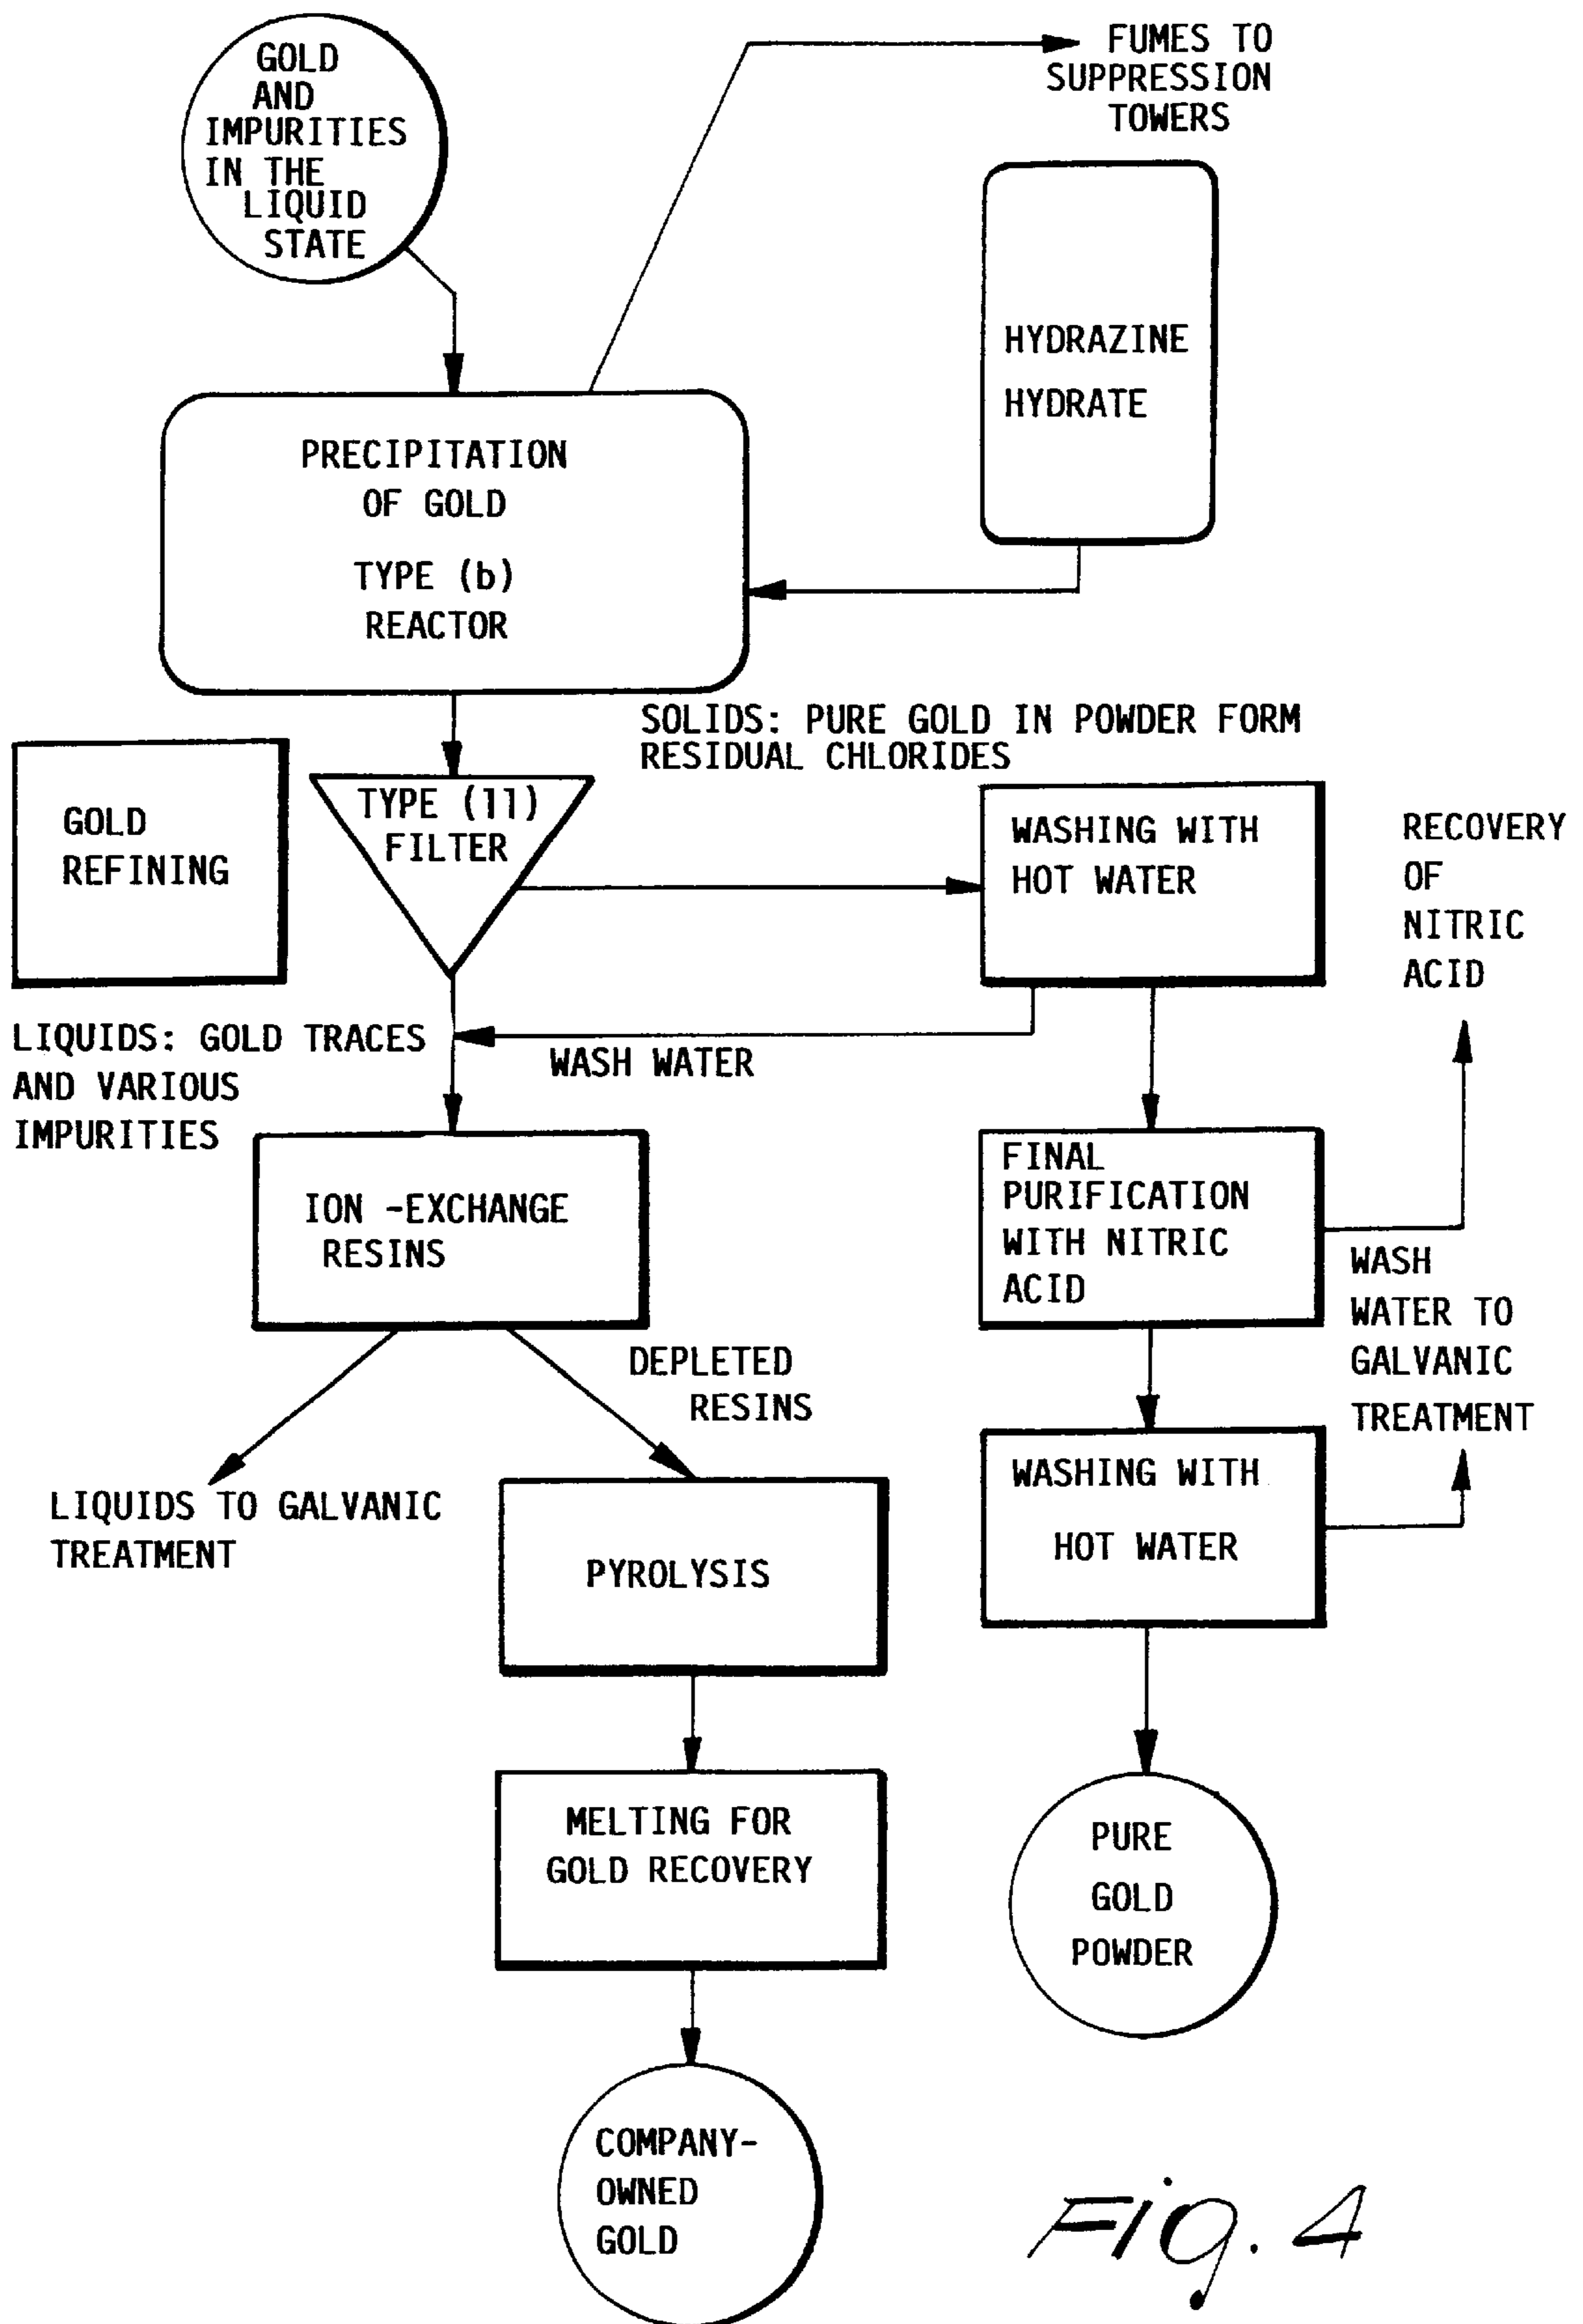 GOLD
AND
IMPURITIES
IN THE
LIQUID
STATE
FUMES TO
SUPPRESSION
TOWERS
HYDRAZINE
HYDRATE
PRECIPITATION
OF GOLD
TYPE (b)
REACTOR
SOLIDS: PURE GOLD IN POWDER FORM
RESIDUAL CHLORIDES
GOLD
REFINING
TYPE (11)
FILTER
WASHING WITH
HOT WATER
RECOVERY
OF
NITRIC
ACID
LIQUIDS: GOLD TRACES
AND VARIOUS
IMPURITIES
WASH WATER
ION -EXCHANGE
RESINS
FINAL
PURIFICATION
WITH NITRIC
ACID
WASH
WATER TO
GALVANIC
TREATMENT
DEPLETED
RESINS
LIQUIDS TO GALVANIC
TREATMENT
PYROLYSIS
WASHING WITH
HOT WATER
MELTING FOR
GOLD RECOVERY
PURE
GOLD
POWDER
COMPANY-
OWNED
GOLD
Fig. 4